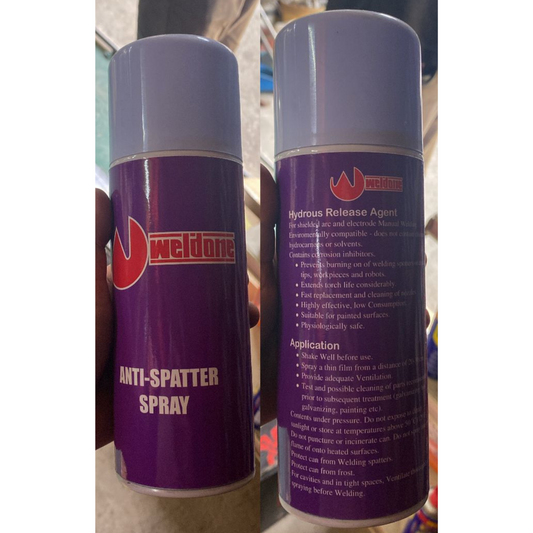 weldone
ANTI-SPATTER
SPRAY
weldone
Hydrous Release Agent
For shielded arc and electrode Manual
Enviromentally compatible - does not
hydrocarons or solvents.
Contains corrosion inhibitors.
• Prevents burning on of welding
tips, workpieces and robots.
• Extends torch life considerably.
• Fast replacement and cleaning of
• Highly effective, low Consumption.
• Suitable for painted surfaces.
• Physiologically safe.
Application
• Shake Well before use.
• Spray a thin film from a distance of
• Provide adequate Ventilation.
• Test and possible cleaning of parts
prior to subsequent treatment
galvanizing, painting etc)
Contents under pressure. Do not expose
sunlight or store at temperatures above
Do not puncture or incinerate can. Do not
flame of onto heated surfaces.
Protect can from Welding spatters.
Protect can from frost.
For cavities and in tight spaces, Ventilate
spraying before Welding.